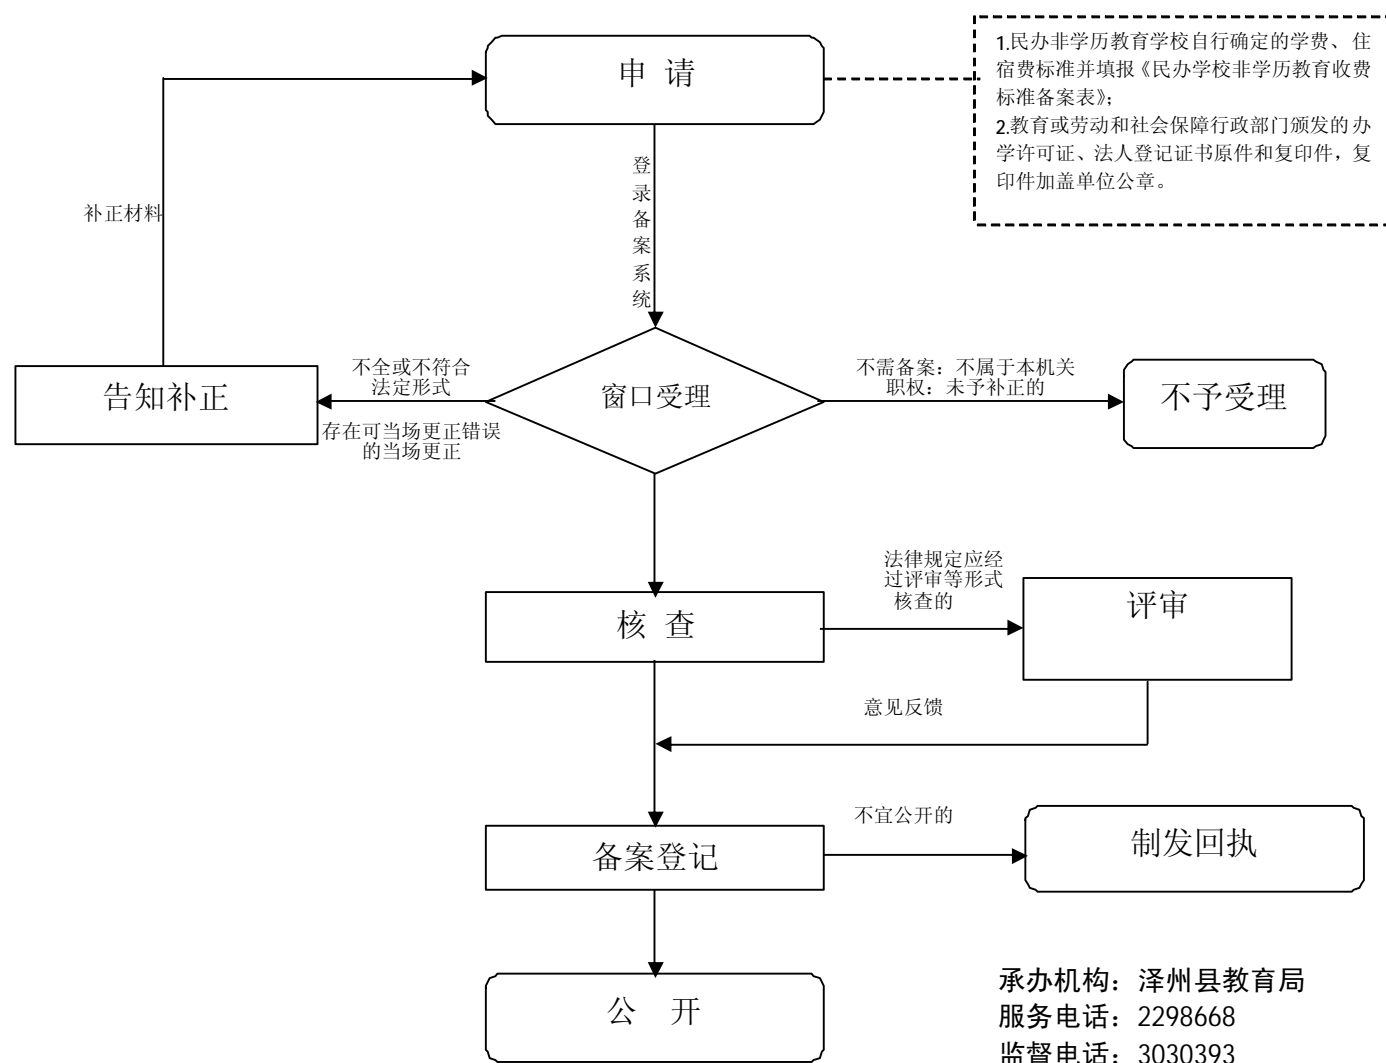 申 请
1.民办非学历教育学校自行确定的学费、住
宿费标准并填报《民办学校非学历教育收费
标准备案表》;
2.教育或劳动和社会保障行政部门颁发的办
学许可证、法人登记证书原件和复印件，复
印件加盖单位公章。
登
录
备
案
系
统
补正材料
不全或不符合
法定形式
告知补正
存在可当场更正错误
的当场更正
窗口受理
不需备案：不属于本机关
职权：未予补正的
不予受理
法律规定应经
过评审等形式
核查的
核 查
评审
意见反馈
备案登记
不宜公开的
制发回执
公 开
承办机构：泽州县教育局
服务电话：2298668
监督电话：3030393